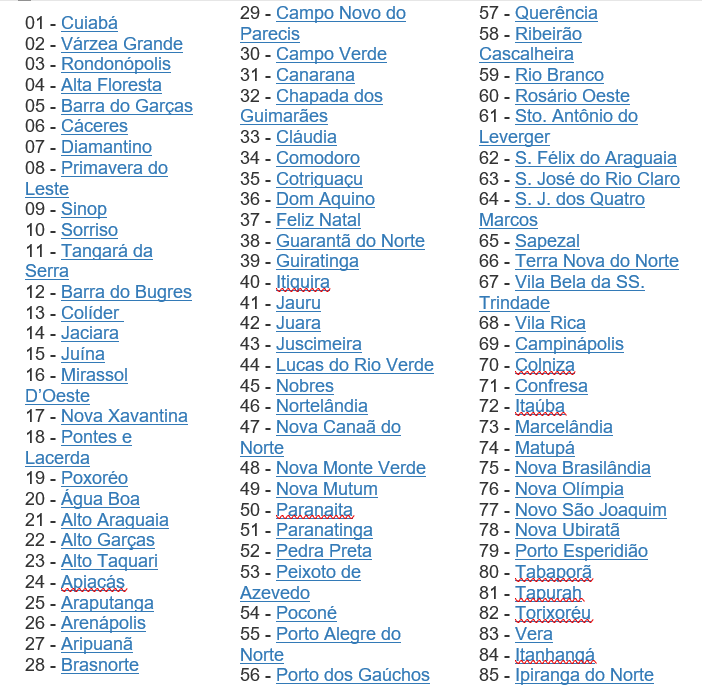 01 - Cuiabá
02 - Várzea Grande
03 - Rondonópolis
04 - Alta Floresta
05 - Barra do Garças
06 - Cáceres
07 - Diamantino
08 - Primavera do
Leste
09 - Sinop
10 - Sorriso
11 - Tangará da
Serra
12 - Barra do Bugres
13 - Colíder
14 - Jaciara
15 - Juína
16 - Mirassol
D'Oeste
17 - Nova Xavantina
18 - Pontes e
Lacerda
19 - Poxoréo
20 - Água Boa
21 - Alto Araguaia
22 - Alto Garças
23 - Alto Taquari
24 - Apiacás
25 - Araputanga
26 - Arenápolis
27 - Aripuanã
28 - Brasnorte
29 - Campo Novo do
Parecis
30 - Campo Verde
31 - Canarana
32 - Chapada dos
Guimarães
33 - Cláudia
34 - Comodoro
35 - Cotriguaçu
36 - Dom Aquino
37 - Feliz Natal
38 - Guarantã do Norte
39 - Guiratinga
40 - Itiquira
41 - Jauru
42 - Juara
43 - Juscimeira
44 - Lucas do Rio Verde
45 - Nobres
46 - Nortelândia
47 - Nova Canaã do
Norte
48 - Nova Monte Verde
49 - Nova Mutum
50 - Paranaita
51 - Paranatinga
52 - Pedra Preta
53 - Peixoto de
Azevedo
54 - Poconé
55 - Porto Alegre do
Norte
56 - Porto dos Gaúchos
57 - Querência
58 - Ribeirão
Cascalheira
59 - Rio Branco
60 - Rosário Oeste
61 - Sto. Antônio do
Leverger
62 - S. Félix do Araguaia
63 - S. José do Rio Claro
64 - S. J. dos Quatro
Marcos
65 - Sapezal
66 - Terra Nova do Norte
67 - Vila Bela da SS.
Trindade
68 - Vila Rica
69 - Campinápolis
70 - Colniza
71 - Confresa
72 - Itaúba
73 - Marcelândia
74 - Matupá
75 - Nova Brasilândia
76 - Nova Olímpia
77 - Novo São Joaquim
78 - Nova Ubiratã
79 - Porto Esperidião
80 - Tabaporã
81 - Tapurah
82 - Torixoréu
83 - Vera
84 - Itanhangá
85 - Ipiranga do Norte